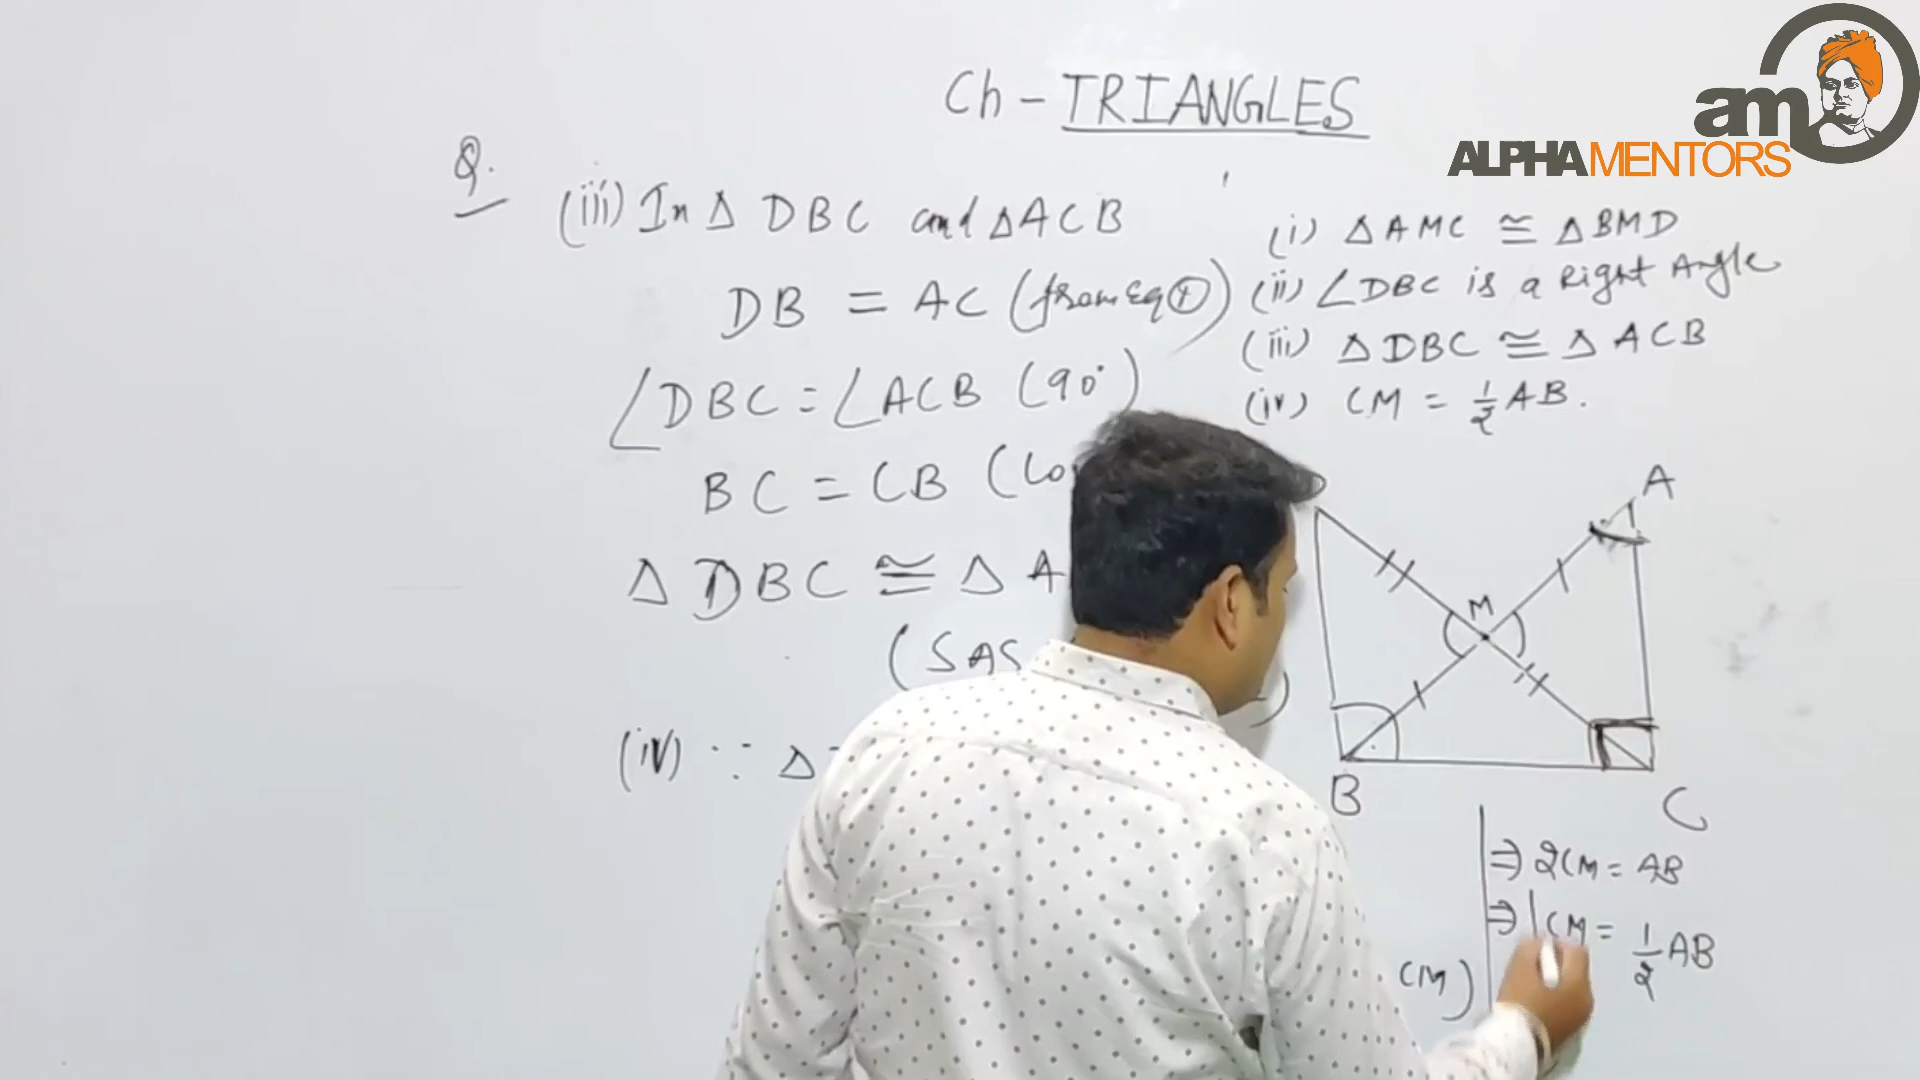 Ch - TRIANGLES
am
ALPHAMENTORS
Q.
(iii) In Δ DBC and Δ ACB
DB = AC (from Eq ①)
∠DBC = ∠ACB (90°)
BC = CB (
Δ DBC ≅ Δ A
(SAS
)
(iv) ∵ Δ
(i) Δ AMC ≅ Δ BMD
(ii) ∠DBC is a Right Angle
(iii) Δ DBC ≅ Δ ACB
(iv) CM = 1/2 AB.
A
M
B
C
⇒ 2CM = AB
⇒ CM = 1/2 AB
CM)